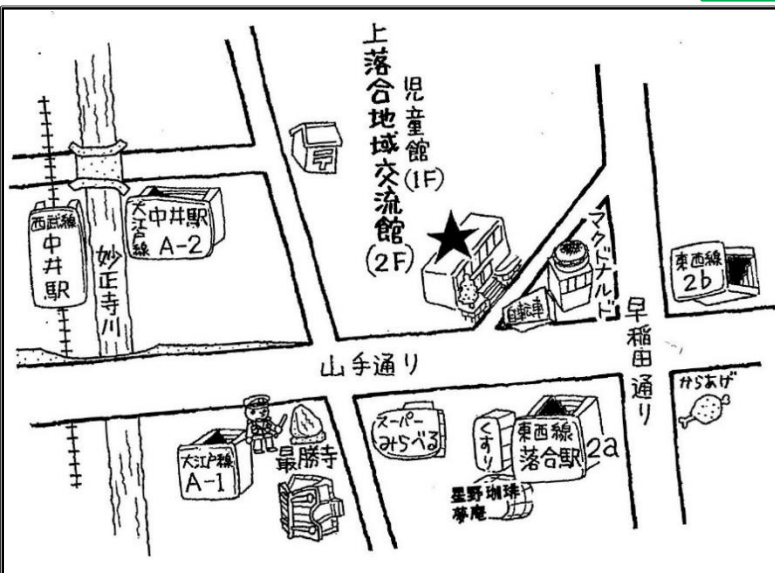 上落合地域交流館
(2F)
児童館
(1F)
西武線
中井駅
大江戸線
中井駅
A-2
妙正寺川
〒
マクドナルド
自転車
東西線
2b
早稲田通り
山手通り
からあげ
大江戸線
A-1
最勝寺
スーパー
みらべる
くすり
東西線
落合駅
2a
星野珈琲
夢庵